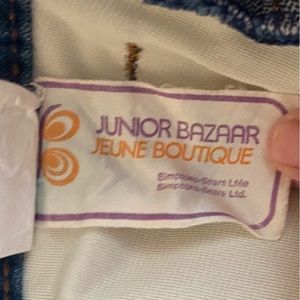 JUNIOR BAZAAR
JEUNE BOUTIQUE
Simpsons-Sears Ltée
Simpsons-Sears Ltd.